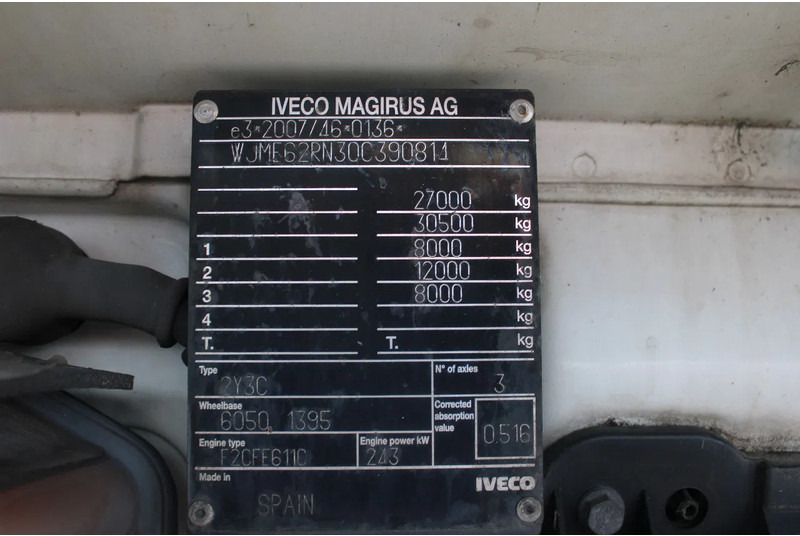 IVECO MAGIRUS AG
e3*2007/46*0136*
WJME62RN30C390811
27000 kg
30500 kg
1 8000 kg
2 12000 kg
3 8000 kg
4 kg
T. T. kg
Type N° of axles
2Y3C 3
Wheelbase Corrected absorption value
6050, 1395 0.516
Engine type Engine power kW
F2CFE611C 243
Made in IVECO
SPAIN